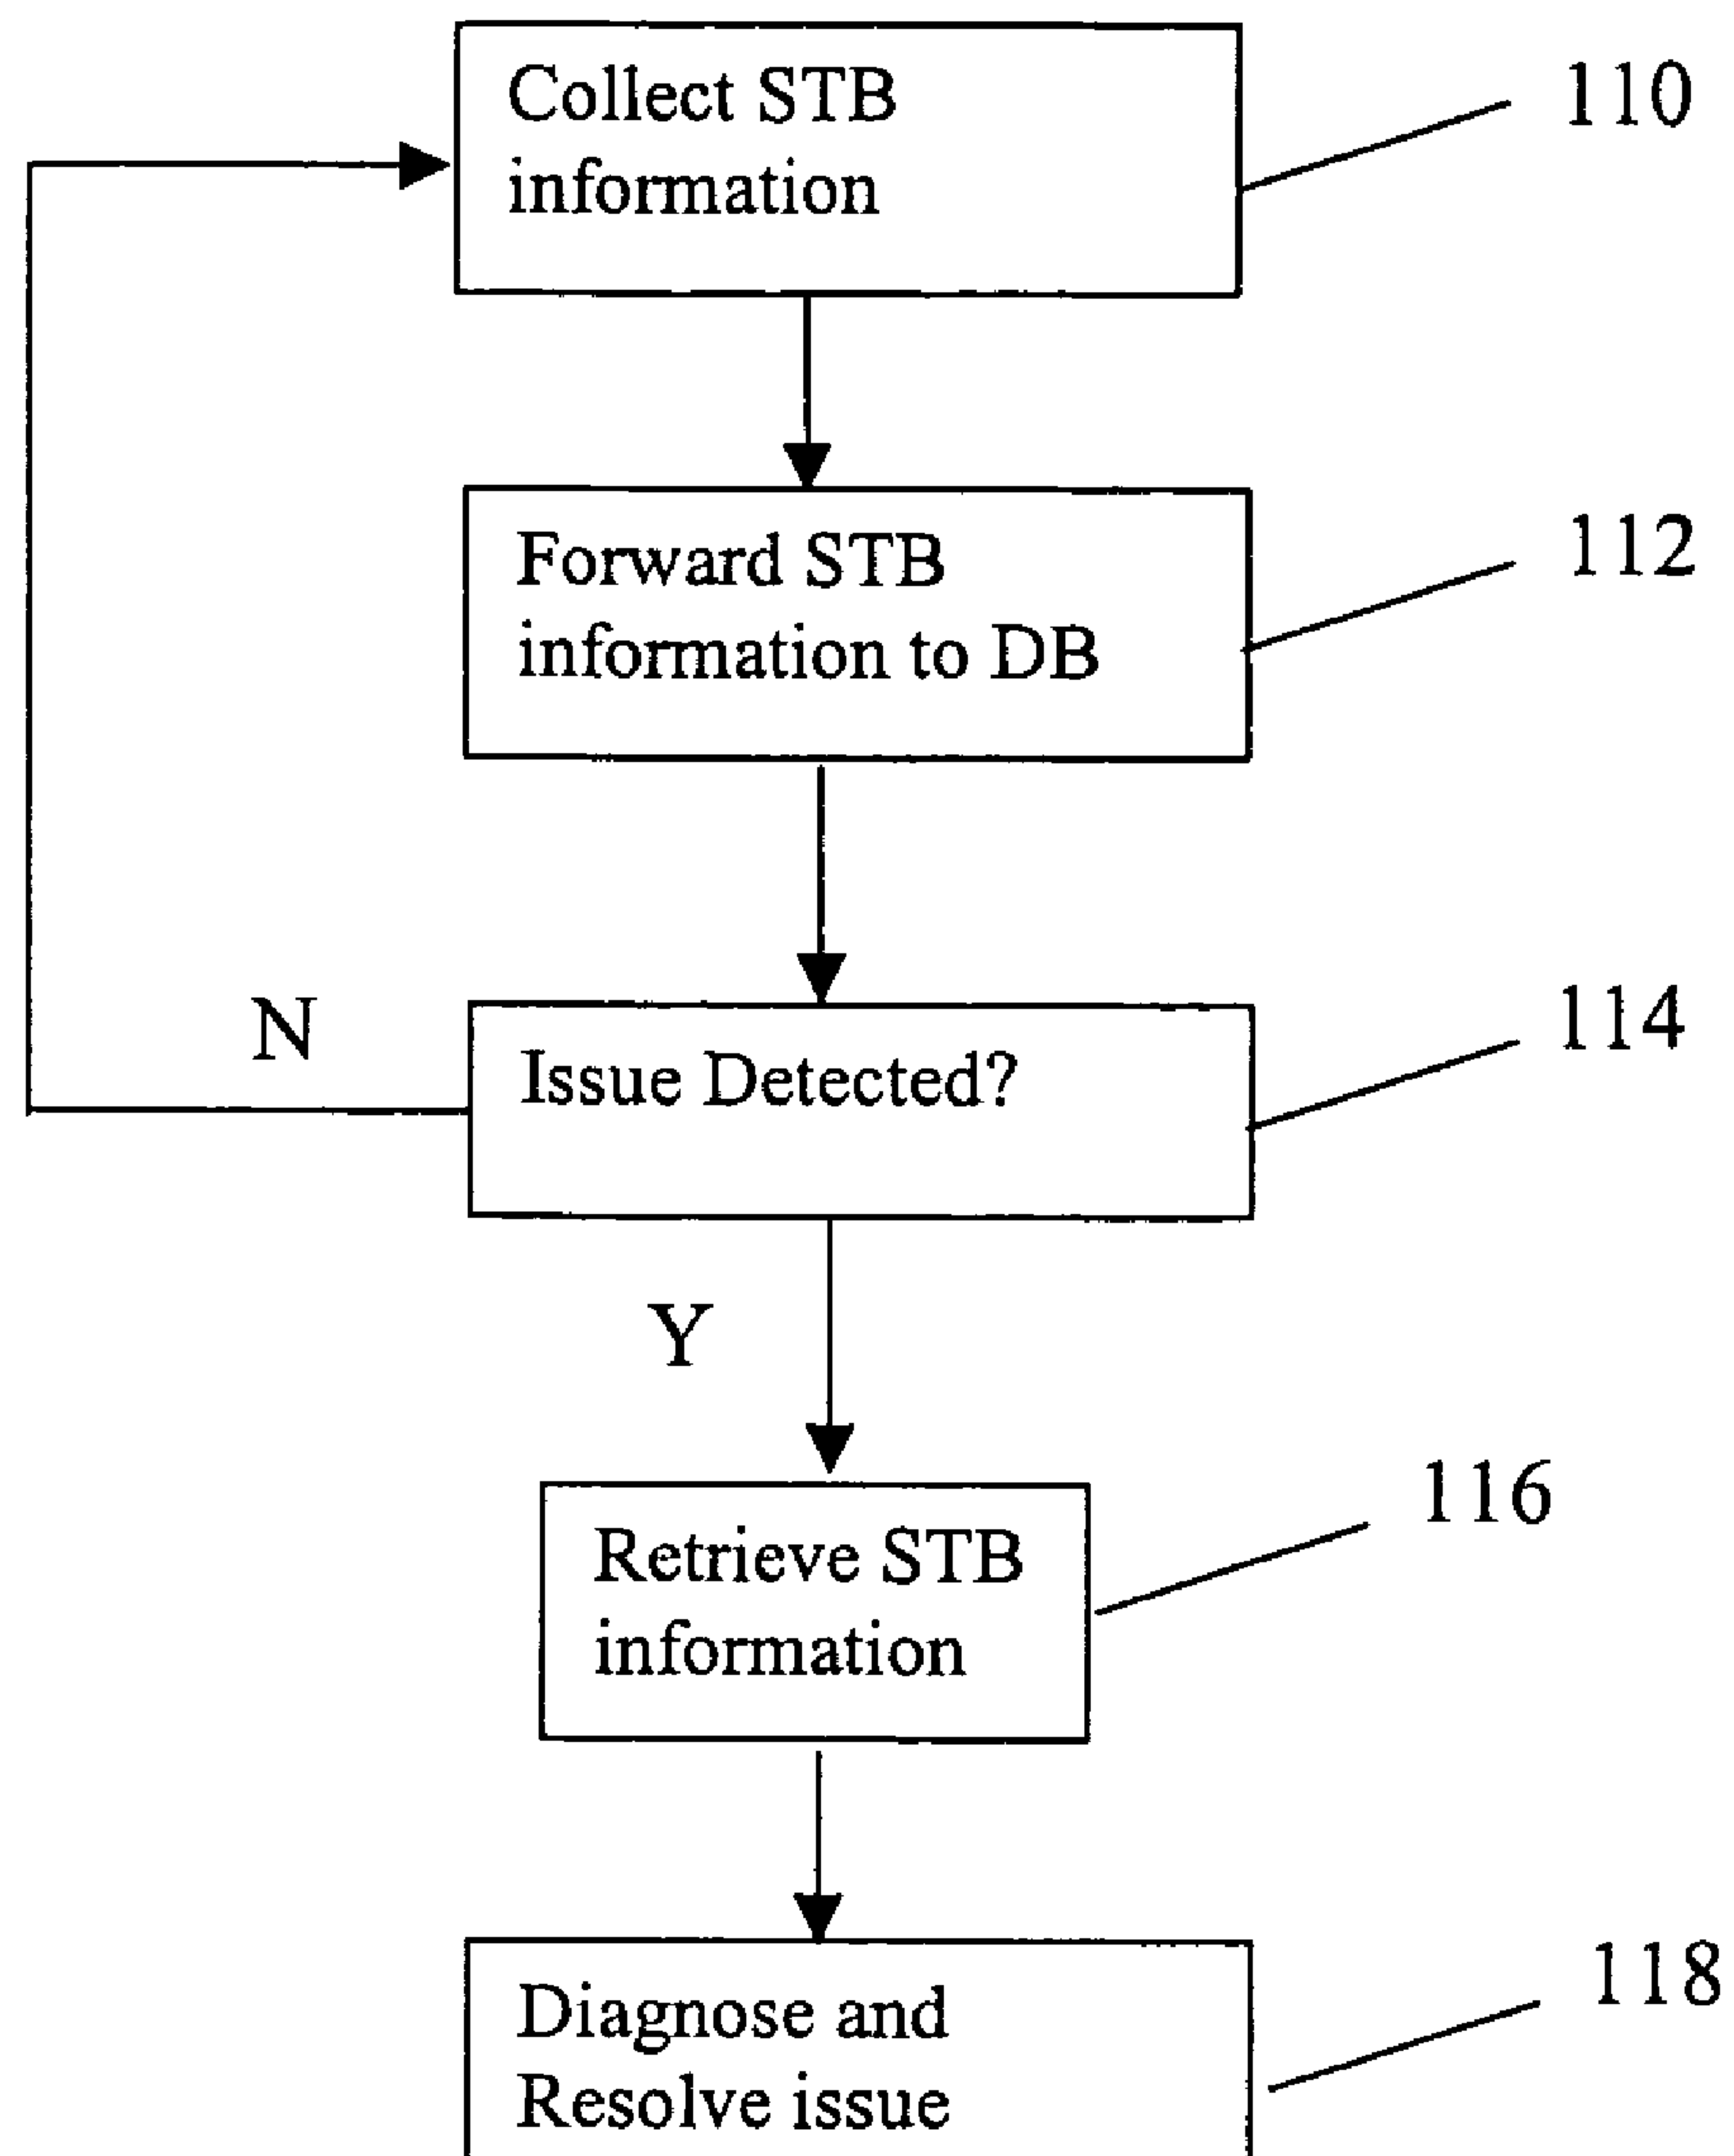 Collect STB
information
110
Forward STB
information to DB
112
N
Issue Detected?
114
Y
Retrieve STB
information
116
Diagnose and
Resolve issue
118